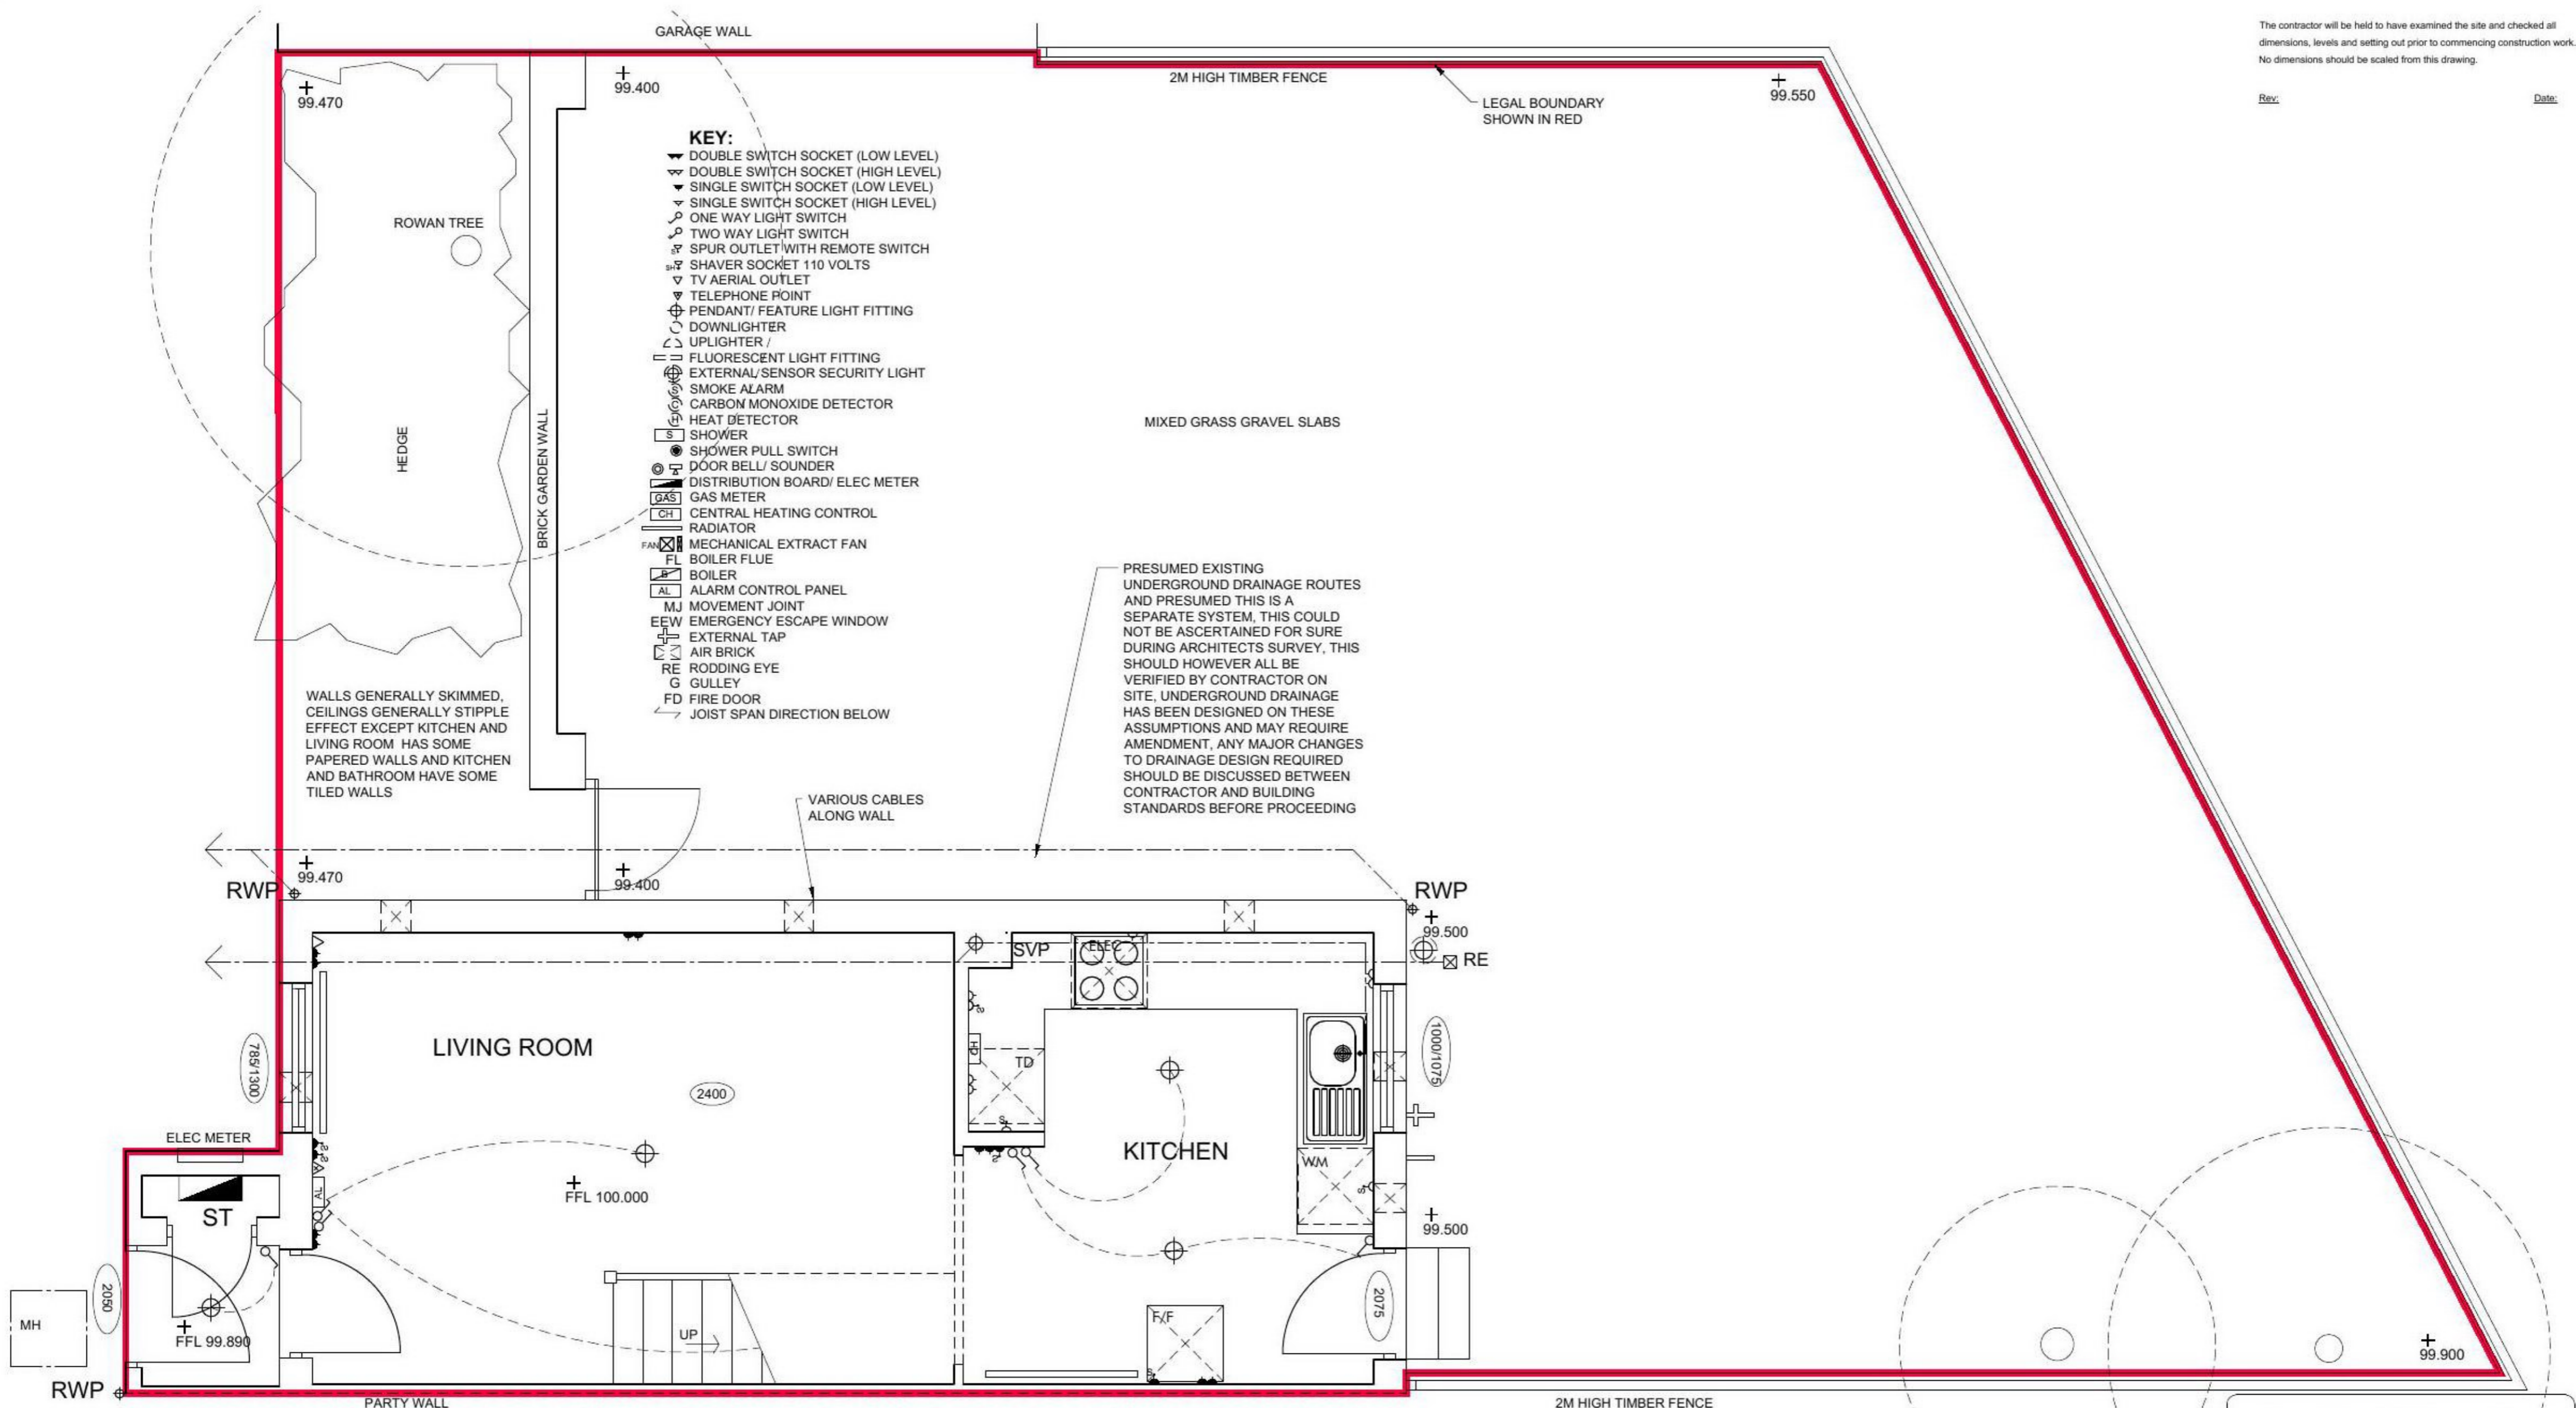 GARAGE WALL
The contractor will be held to have examined the site and checked all
dimensions, levels and setting out prior to commencing construction work.
No dimensions should be scaled from this drawing.
Rev:
Date:
2M HIGH TIMBER FENCE
99.470
99.400
99.550
LEGAL BOUNDARY
SHOWN IN RED
KEY:
DOUBLE SWITCH SOCKET (LOW LEVEL)
DOUBLE SWITCH SOCKET (HIGH LEVEL)
SINGLE SWITCH SOCKET (LOW LEVEL)
SINGLE SWITCH SOCKET (HIGH LEVEL)
ONE WAY LIGHT SWITCH
TWO WAY LIGHT SWITCH
S SPUR OUTLET WITH REMOTE SWITCH
SH SHAVER SOCKET 110 VOLTS
TV AERIAL OUTLET
TELEPHONE POINT
PENDANT/ FEATURE LIGHT FITTING
DOWNLIGHTER
UPLIGHTER
FLUORESCENT LIGHT FITTING
EXTERNAL/SENSOR SECURITY LIGHT
SMOKE ALARM
CARBON MONOXIDE DETECTOR
HEAT DETECTOR
S SHOWER
SHOWER PULL SWITCH
DOOR BELL/ SOUNDER
DISTRIBUTION BOARD/ ELEC METER
GAS GAS METER
CH CENTRAL HEATING CONTROL
RADIATOR
FAN MECHANICAL EXTRACT FAN
FL BOILER FLUE
B BOILER
AL ALARM CONTROL PANEL
MJ MOVEMENT JOINT
EEW EMERGENCY ESCAPE WINDOW
EXTERNAL TAP
AIR BRICK
RE RODDING EYE
G GULLEY
FD FIRE DOOR
JOIST SPAN DIRECTION BELOW
ROWAN TREE
HEDGE
BRICK GARDEN WALL
MIXED GRASS GRAVEL SLABS
PRESUMED EXISTING
UNDERGROUND DRAINAGE ROUTES
AND PRESUMED THIS IS A
SEPARATE SYSTEM, THIS COULD
NOT BE ASCERTAINED FOR SURE
DURING ARCHITECTS SURVEY, THIS
SHOULD HOWEVER ALL BE
VERIFIED BY CONTRACTOR ON
SITE, UNDERGROUND DRAINAGE
HAS BEEN DESIGNED ON THESE
ASSUMPTIONS AND MAY REQUIRE
AMENDMENT, ANY MAJOR CHANGES
TO DRAINAGE DESIGN REQUIRED
SHOULD BE DISCUSSED BETWEEN
CONTRACTOR AND BUILDING
STANDARDS BEFORE PROCEEDING
WALLS GENERALLY SKIMMED,
CEILINGS GENERALLY STIPPLE
EFFECT EXCEPT KITCHEN AND
LIVING ROOM HAS SOME
PAPERED WALLS AND KITCHEN
AND BATHROOM HAVE SOME
TILED WALLS
VARIOUS CABLES
ALONG WALL
99.470
99.400
RWP
RWP
99.500
RE
SVP
ELEC
LIVING ROOM
785/1300
2400
TD
1000/1075
KITCHEN
WM
ELEC METER
AL
FFL 100.000
99.500
ST
2050
2075
F/F
UP
MH
FFL 99.890
99.900
RWP
PARTY WALL
2M HIGH TIMBER FENCE